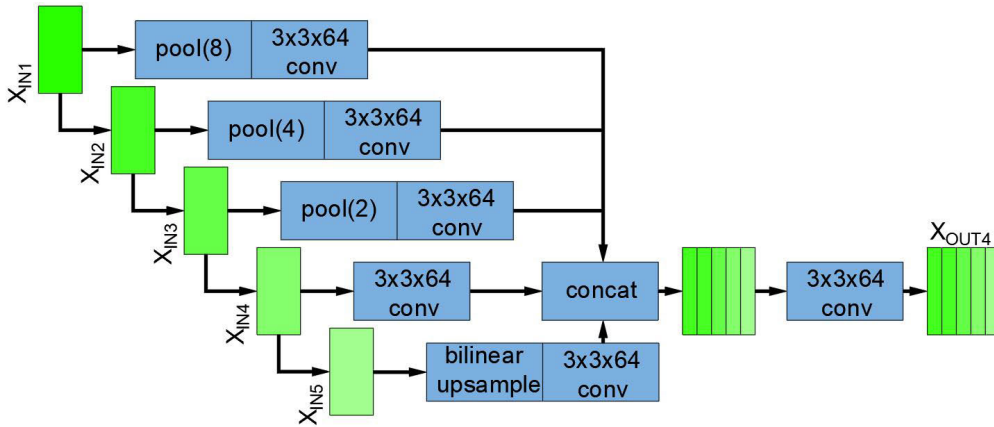 X_IN1
pool(8)
3x3x64
conv
X_IN2
pool(4)
3x3x64
conv
X_IN3
pool(2)
3x3x64
conv
X_IN4
3x3x64
conv
concat
3x3x64
conv
X_OUT4
X_IN5
bilinear
upsample
3x3x64
conv